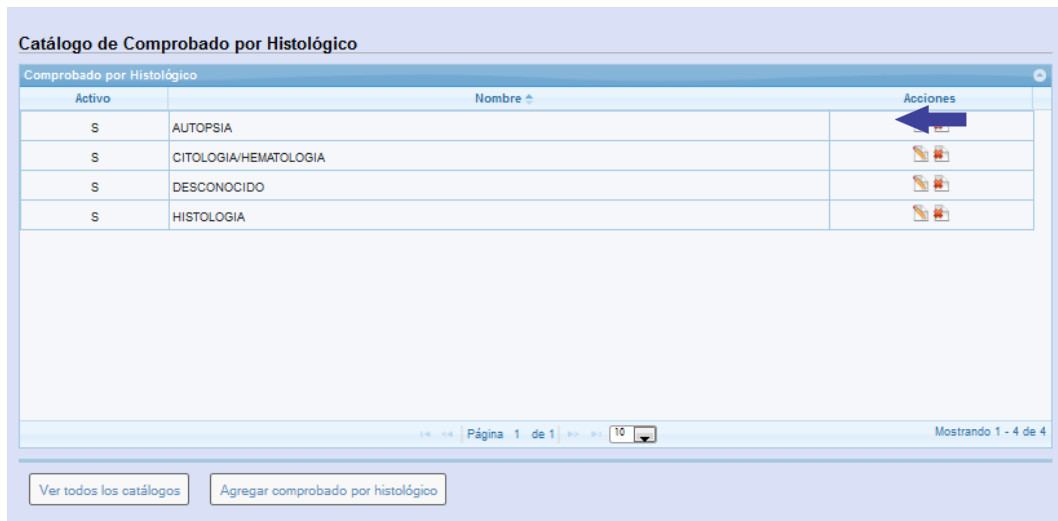 Catálogo de Comprobado por Histológico
Comprobado por Histológico
Activo Nombre Acciones
S AUTOPSIA
S CITOLOGIA/HEMATOLOGIA
S DESCONOCIDO
S HISTOLOGIA
Página 1 de 1 10 Mostrando 1 - 4 de 4
Ver todos los catálogos Agregar comprobado por histológico